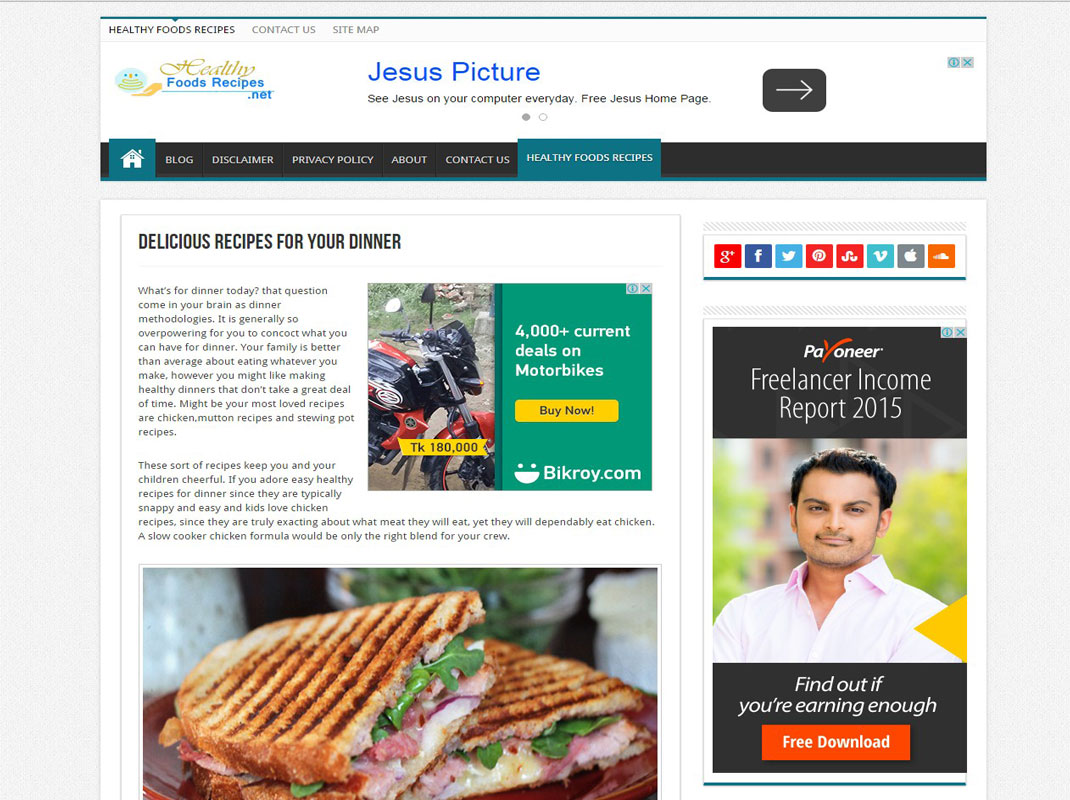 HEALTHY FOODS RECIPES CONTACT US SITE MAP
Healthy
Foods Recipes
.net
Jesus Picture
See Jesus on your computer everyday. Free Jesus Home Page.
BLOG DISCLAIMER PRIVACY POLICY ABOUT CONTACT US HEALTHY FOODS RECIPES
DELICIOUS RECIPES FOR YOUR DINNER
What's for dinner today? that question
come in your brain as dinner
methodologies. It is generally so
overpowering for you to concoct what you
can have for dinner. Your family is better
than average about eating whatever you
make, however you might like making
healthy dinners that don't take a great deal
of time. Might be your most loved recipes
are chicken,mutton recipes and stewing pot
recipes.
4,000+ current
deals on
Motorbikes
Buy Now!
Tk 180,000
Bikroy.com
These sort of recipes keep you and your
children cheerful. If you adore easy healthy
recipes for dinner since they are typically
snappy and easy and kids love chicken
recipes, since they are truly exacting about what meat they will eat, yet they will dependably eat chicken.
A slow cooker chicken formula would be only the right blend for your crew.
g+ f
Payoneer
Freelancer Income
Report 2015
Find out if
you're earning enough
Free Download